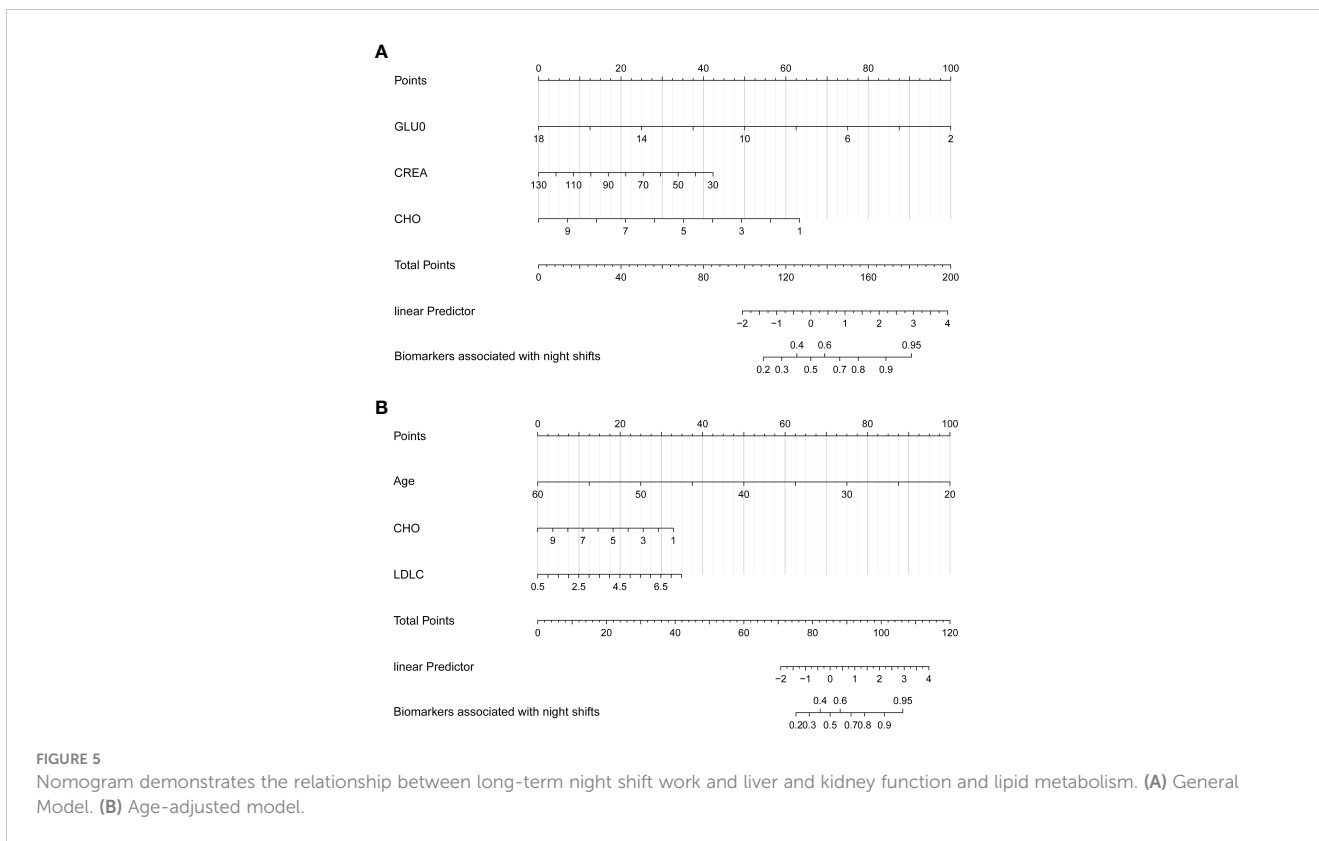 A
Points
0 20 40 60 80 100
GLU0
18 14 10 6 2
CREA
130 110 90 70 50 30
CHO
9 7 5 3 1
Total Points
0 40 80 120 160 200
linear Predictor
−2 −1 0 1 2 3 4
Biomarkers associated with night shifts
0.4 0.6 0.95
0.2 0.3 0.5 0.7 0.8 0.9
B
Points
0 20 40 60 80 100
Age
60 50 40 30 20
CHO
9 7 5 3 1
LDLC
0.5 2.5 4.5 6.5
Total Points
0 20 40 60 80 100 120
linear Predictor
−2 −1 0 1 2 3 4
Biomarkers associated with night shifts
0.4 0.6 0.95
0.2 0.3 0.5 0.7 0.8 0.9
FIGURE 5
Nomogram demonstrates the relationship between long-term night shift work and liver and kidney function and lipid metabolism. (A) General
Model. (B) Age-adjusted model.